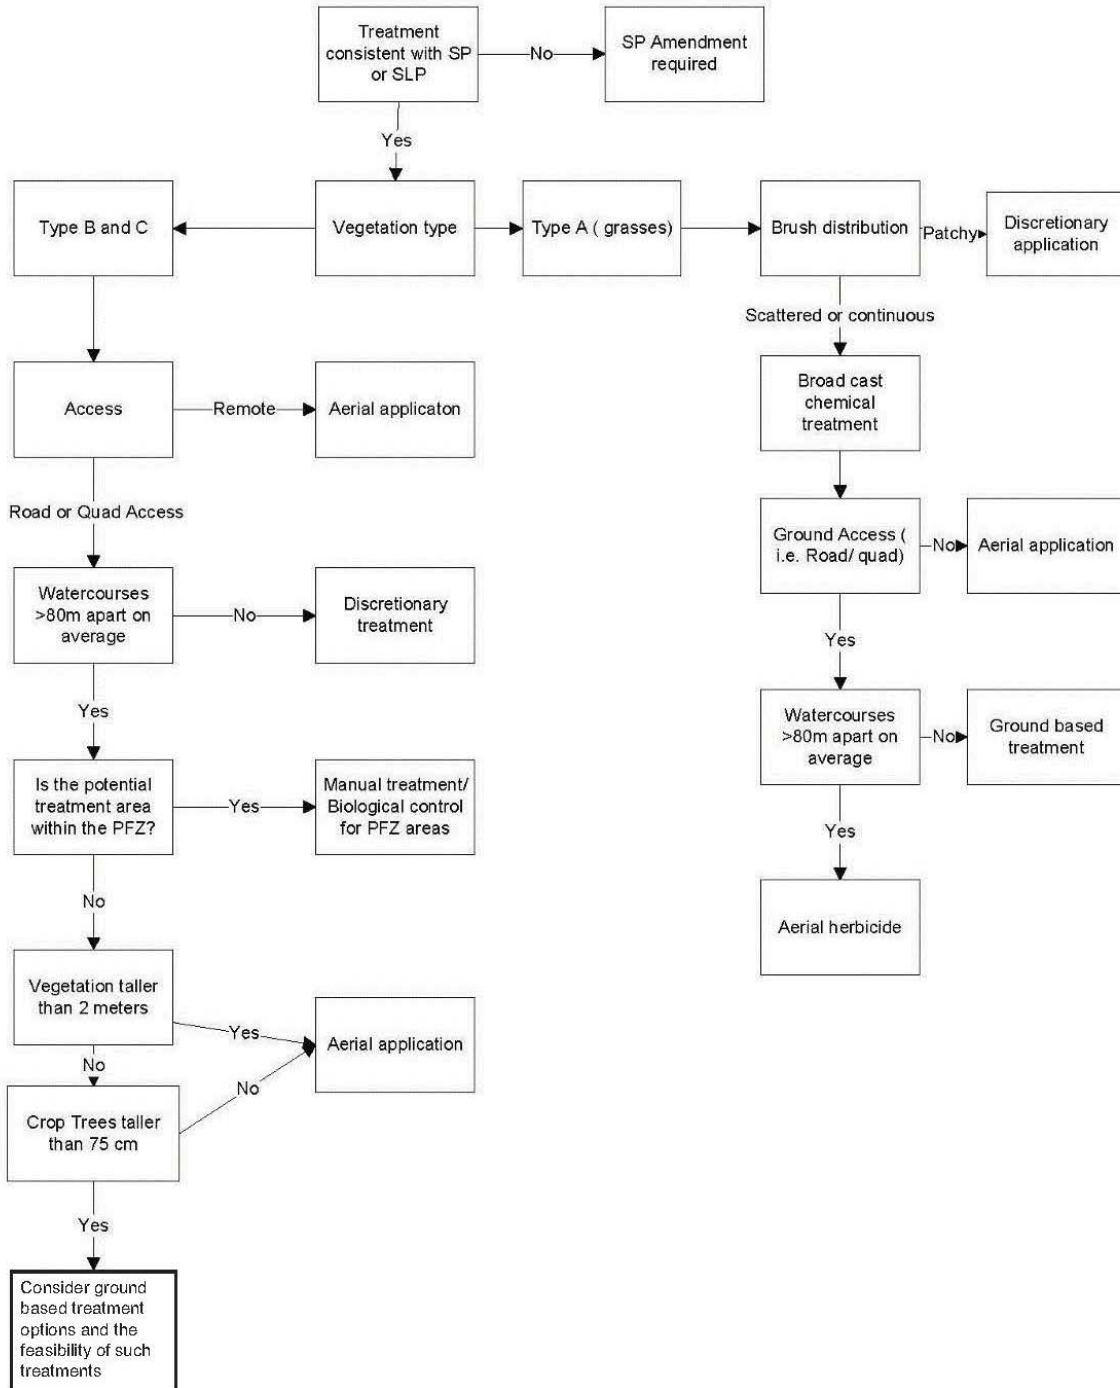 Treatment
consistent with SP
or SLP
No
SP Amendment
required
Yes
Type B and C
Vegetation type
Type A ( grasses)
Brush distribution
Patchy
Discretionary
application
Scattered or continuous
Access
Remote
Aerial applicaton
Broad cast
chemical
treatment
Road or Quad Access
Ground Access (
i.e. Road/ quad)
No
Aerial application
Watercourses
>80m apart on
average
No
Discretionary
treatment
Yes
Yes
Watercourses
>80m apart on
average
No
Ground based
treatment
Is the potential
treatment area
within the PFZ?
Yes
Manual treatment/
Biological control
for PFZ areas
Yes
No
Aerial herbicide
Vegetation taller
than 2 meters
Yes
Aerial application
No
No
Crop Trees taller
than 75 cm
Yes
Consider ground
based treatment
options and the
feasibility of such
treatments